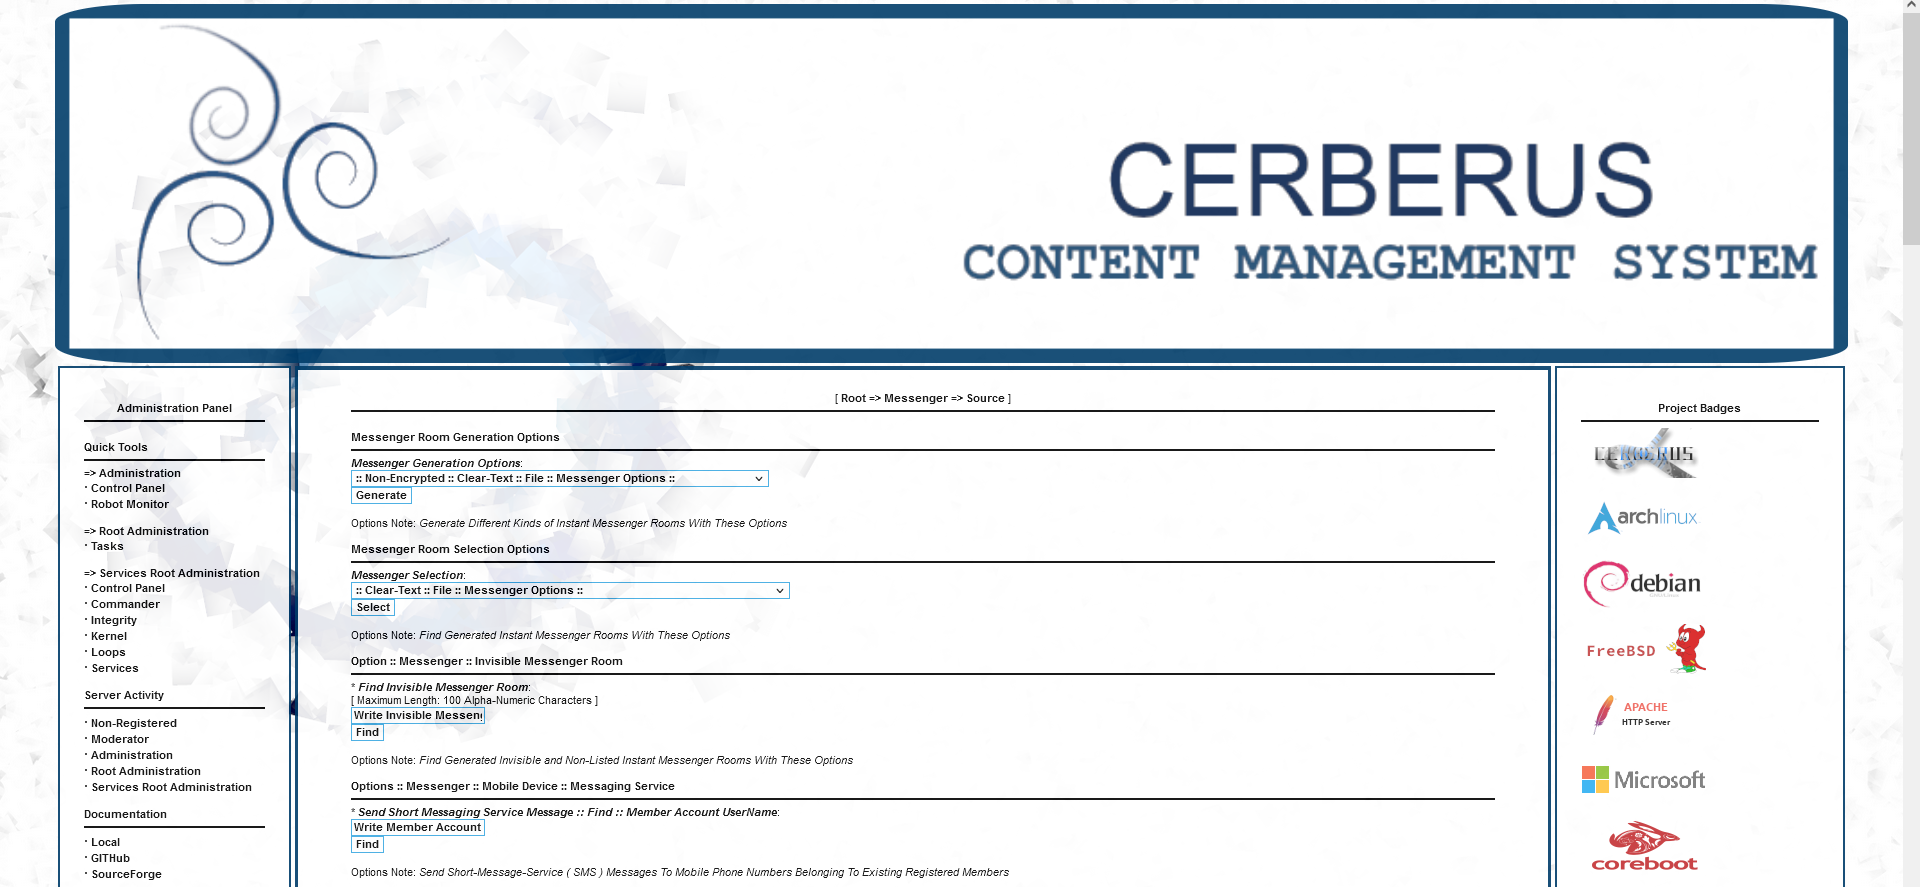 CERBERUS
CONTENT MANAGEMENT SYSTEM
Administration Panel
Quick Tools
=> Administration
· Control Panel
· Robot Monitor
=> Root Administration
· Tasks
=> Services Root Administration
· Control Panel
· Commander
· Integrity
· Kernel
· Loops
· Services
Server Activity
· Non-Registered
· Moderator
· Administration
· Root Administration
· Services Root Administration
Documentation
· Local
· GITHub
· SourceForge
[ Root => Messenger => Source ]
Messenger Room Generation Options
Messenger Generation Options:
:: Non-Encrypted :: Clear-Text :: File :: Messenger Options ::
Generate
Options Note: Generate Different Kinds of Instant Messenger Rooms With These Options
Messenger Room Selection Options
Messenger Selection:
:: Clear-Text :: File :: Messenger Options ::
Select
Options Note: Find Generated Instant Messenger Rooms With These Options
Option :: Messenger :: Invisible Messenger Room
* Find Invisible Messenger Room:
[ Maximum Length: 100 Alpha-Numeric Characters ]
Write Invisible Messeng
Find
Options Note: Find Generated Invisible and Non-Listed Instant Messenger Rooms With These Options
Options :: Messenger :: Mobile Device :: Messaging Service
* Send Short Messaging Service Message :: Find :: Member Account UserName:
Write Member Account
Find
Options Note: Send Short-Message-Service ( SMS ) Messages To Mobile Phone Numbers Belonging To Existing Registered Members
Project Badges
CERBERUS
archlinux
debian
FreeBSD
APACHE
HTTP Server
Microsoft
coreboot